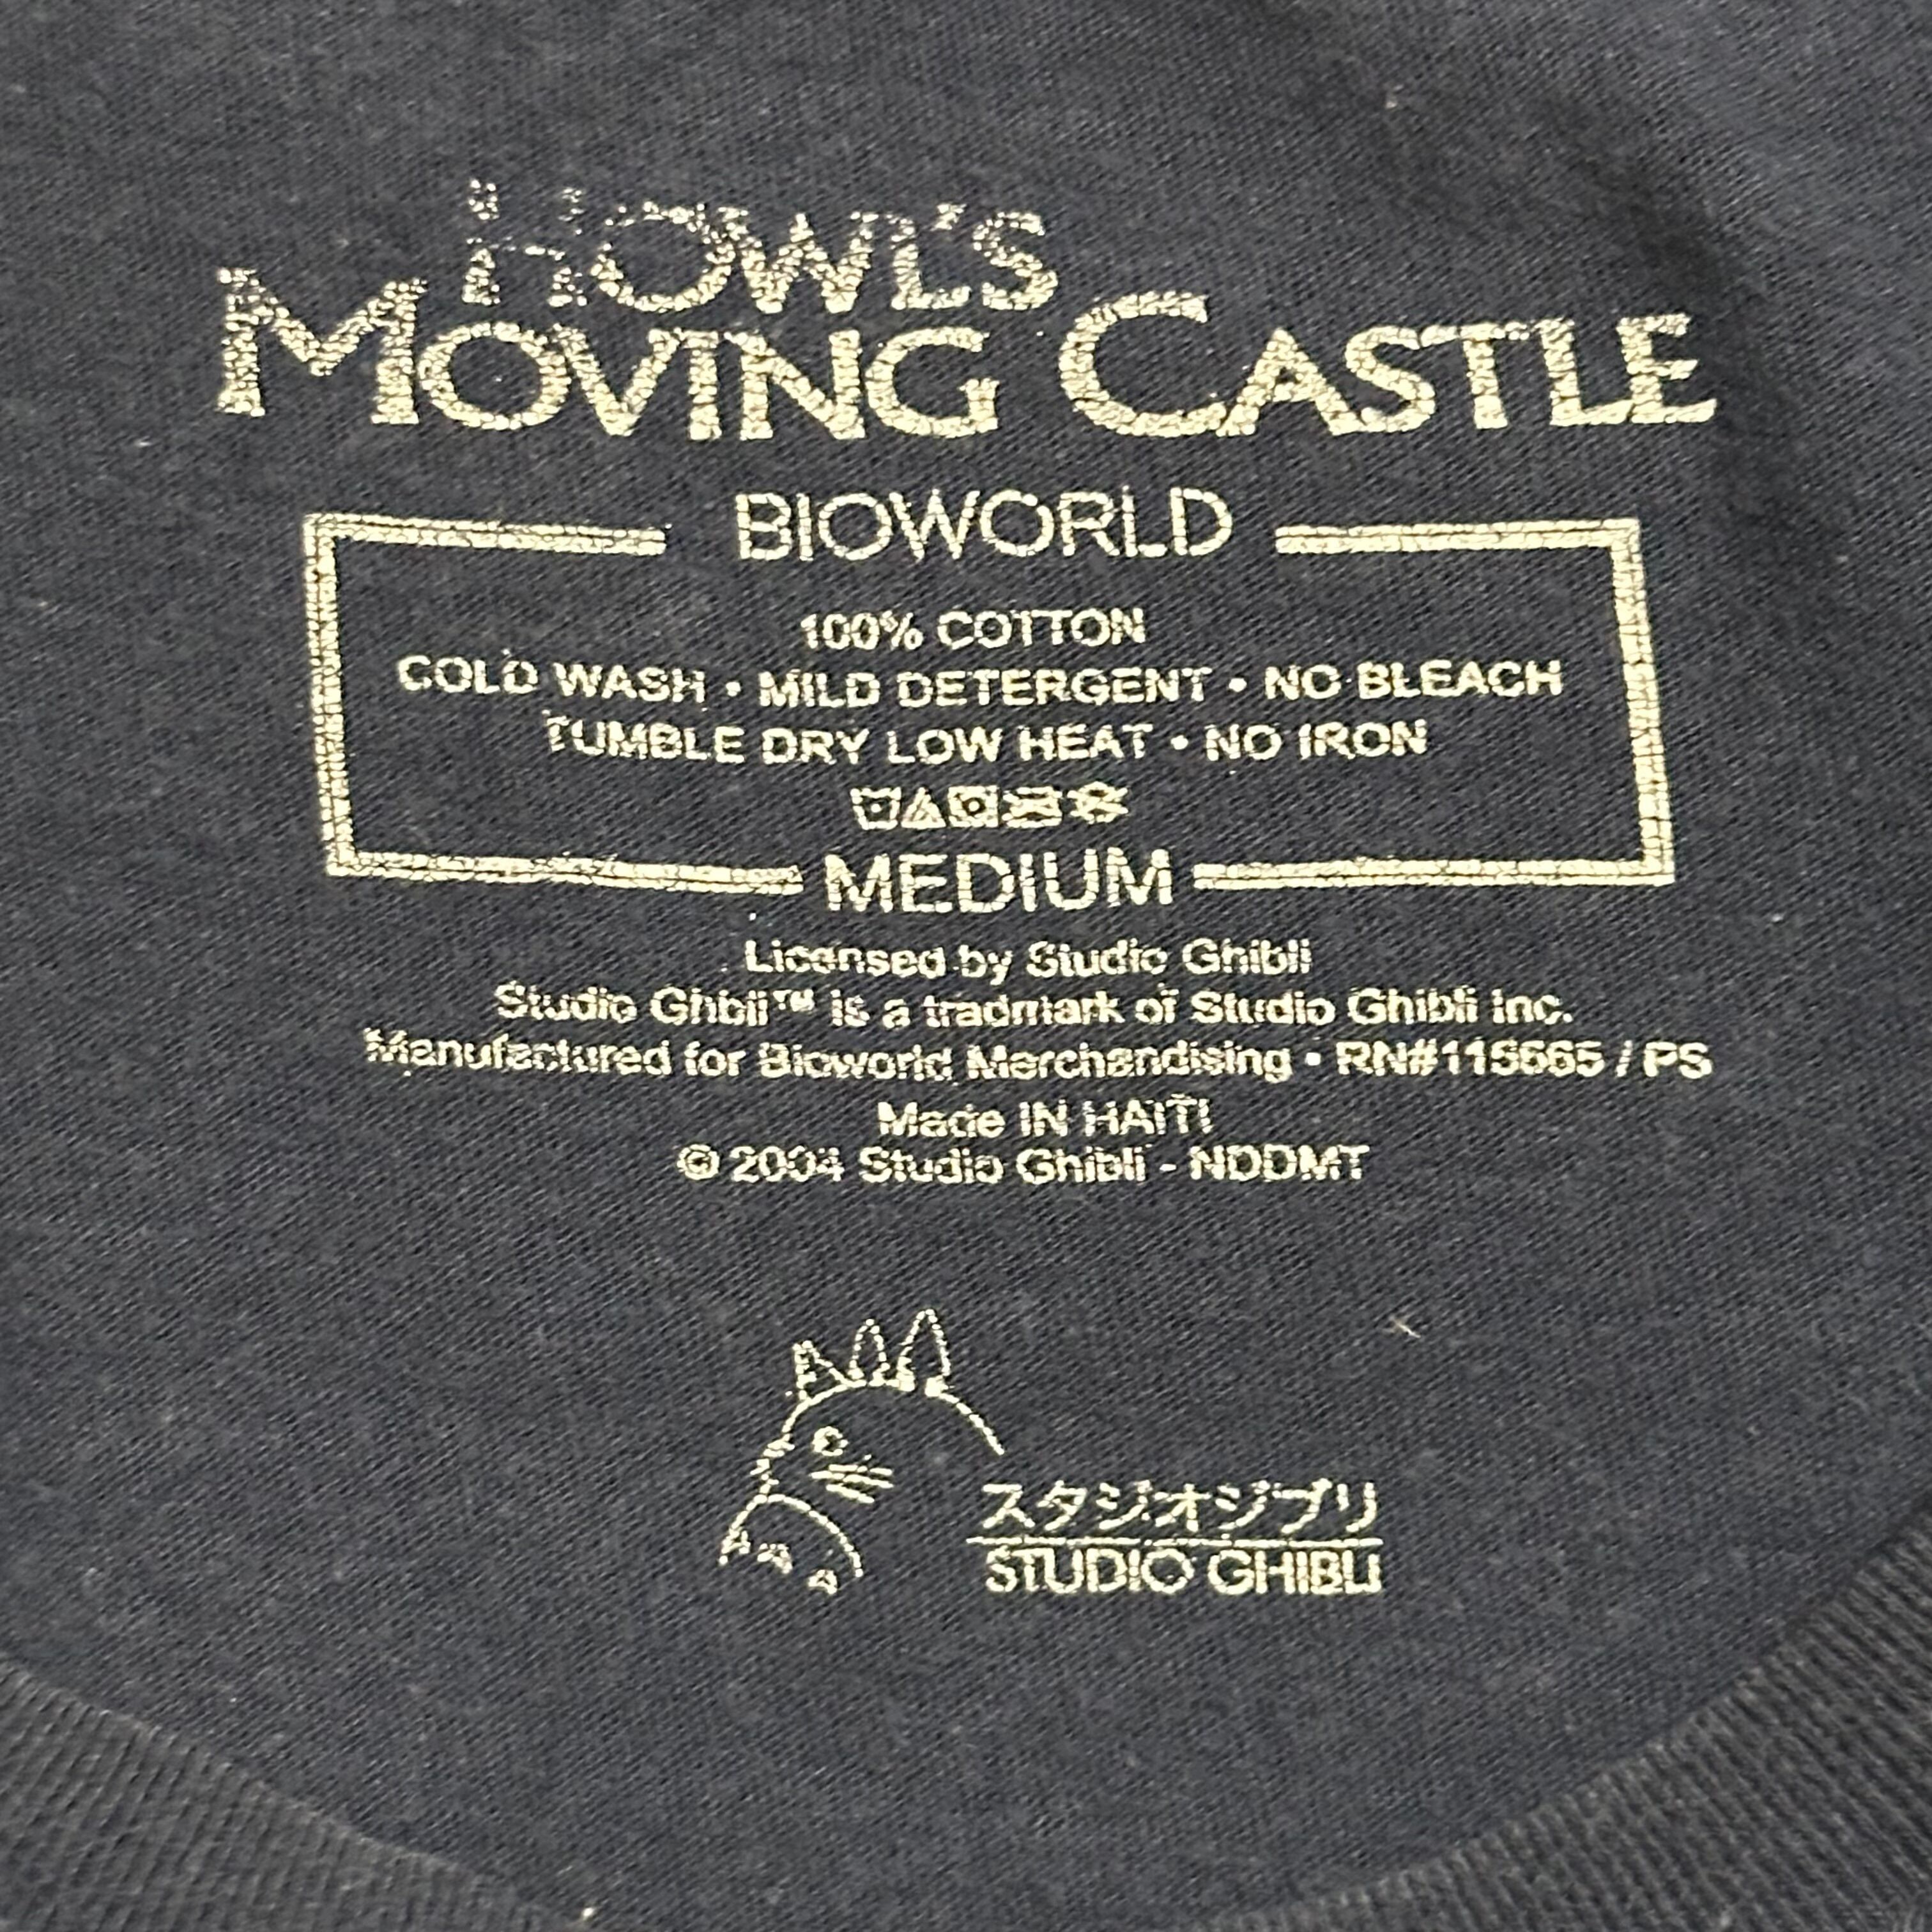 HOWL'S
MOVING CASTLE
BIOWORLD
100% COTTON
COLD WASH • MILD DETERGENT • NO BLEACH
TUMBLE DRY LOW HEAT • NO IRON
MEDIUM
Licensed by Studio Ghibli
Studio Ghibli™ is a tradmark of Studio Ghibli Inc.
Manufactured for Bioworld Merchandising • RN#115665 / PS
Made IN HAITI
© 2004 Studio Ghibli - NDDMT
スタジオジブリ
STUDIO GHIBLI